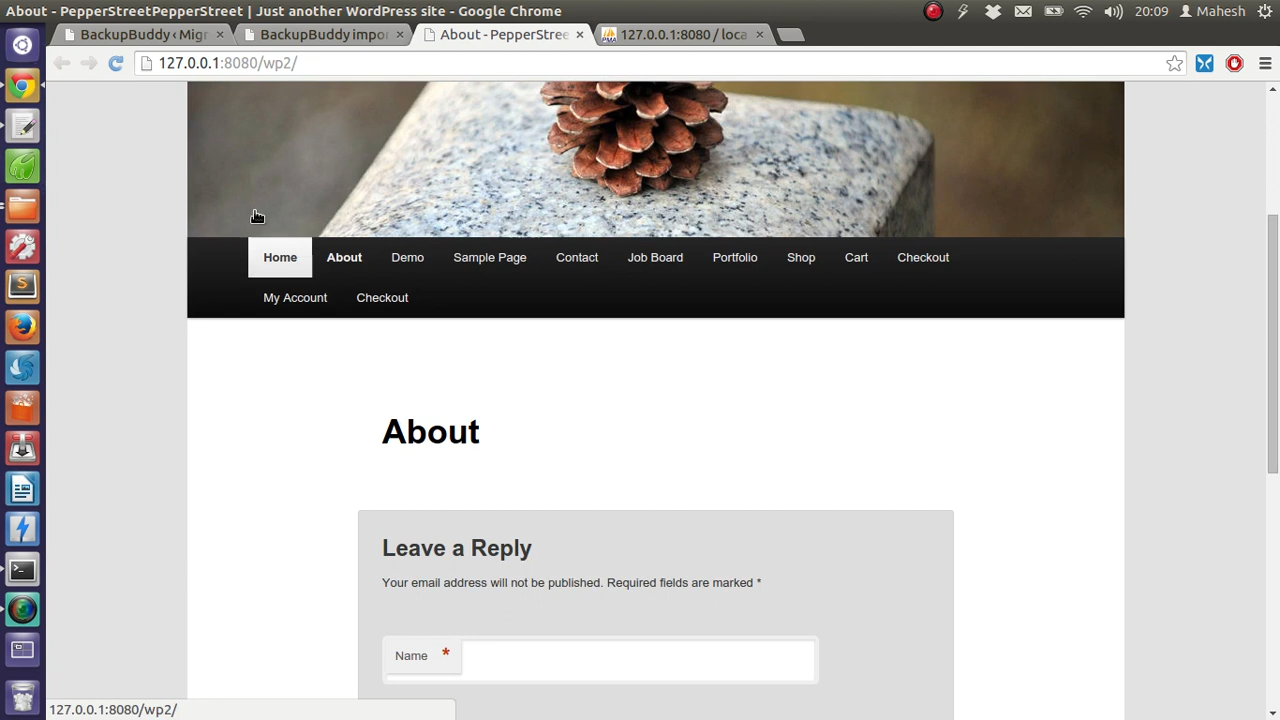 About - PepperStreetPepperStreet | Just another WordPress site - Google Chrome
20:09 Mahesh
BackupBuddy ‹ Migr
BackupBuddy impor
About - PepperStree
127.0.0.1:8080 / loca
127.0.0.1:8080/wp2/
Home About Demo Sample Page Contact Job Board Portfolio Shop Cart Checkout
My Account Checkout
About
Leave a Reply
Your email address will not be published. Required fields are marked *
Name *
127.0.0.1:8080/wp2/